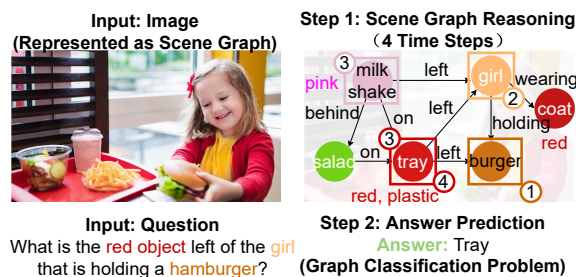 Input: Image
(Represented as Scene Graph)
Input: Question
What is the red object left of the girl
that is holding a hamburger?
Step 1: Scene Graph Reasoning
(4 Time Steps)
3
pink
milk
shake
left
girl
wearing
2
coat
red
behind
on
left
holding
3
salad
on
tray
left
burger
4
red, plastic
1
Step 2: Answer Prediction
Answer: Tray
(Graph Classification Problem)